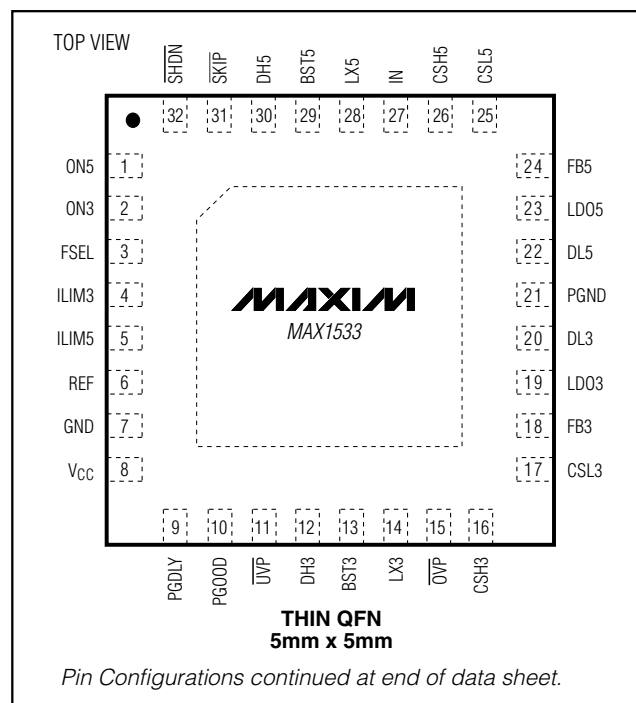 TOP VIEW
SHDN
SKIP
DH5
BST5
LX5
IN
CSH5
CSL5
32
31
30
29
28
27
26
25
ON5 1
ON3 2
FSEL 3
ILIM3 4
ILIM5 5
REF 6
GND 7
VCC 8
24 FB5
23 LDO5
22 DL5
21 PGND
20 DL3
19 LDO3
18 FB3
17 CSL3
MAXIM
MAX1533
9
10
11
12
13
14
15
16
PGDLY
PGOOD
UVP
DH3
BST3
LX3
OVP
CSH3
THIN QFN
5mm x 5mm
Pin Configurations continued at end of data sheet.